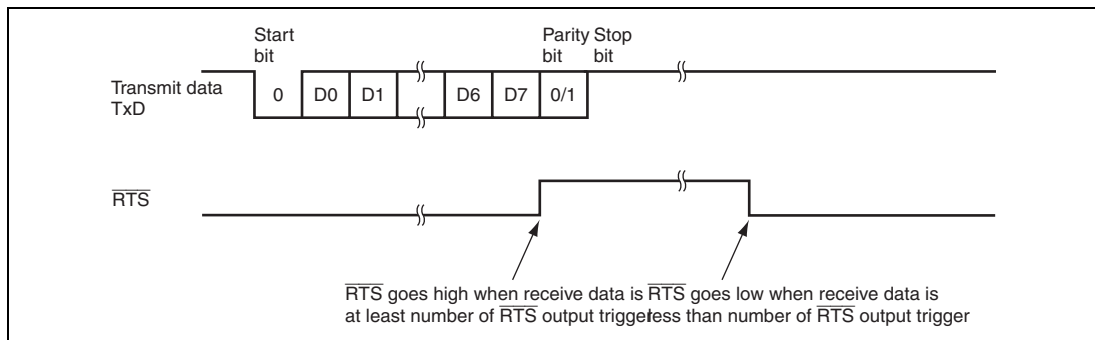 Start
bit
Parity Stop
bit bit
Transmit data
TxD
0 D0 D1 D6 D7 0/1
RTS
RTS goes high when receive data is RTS goes low when receive data is
at least number of RTS output trigger less than number of RTS output trigger